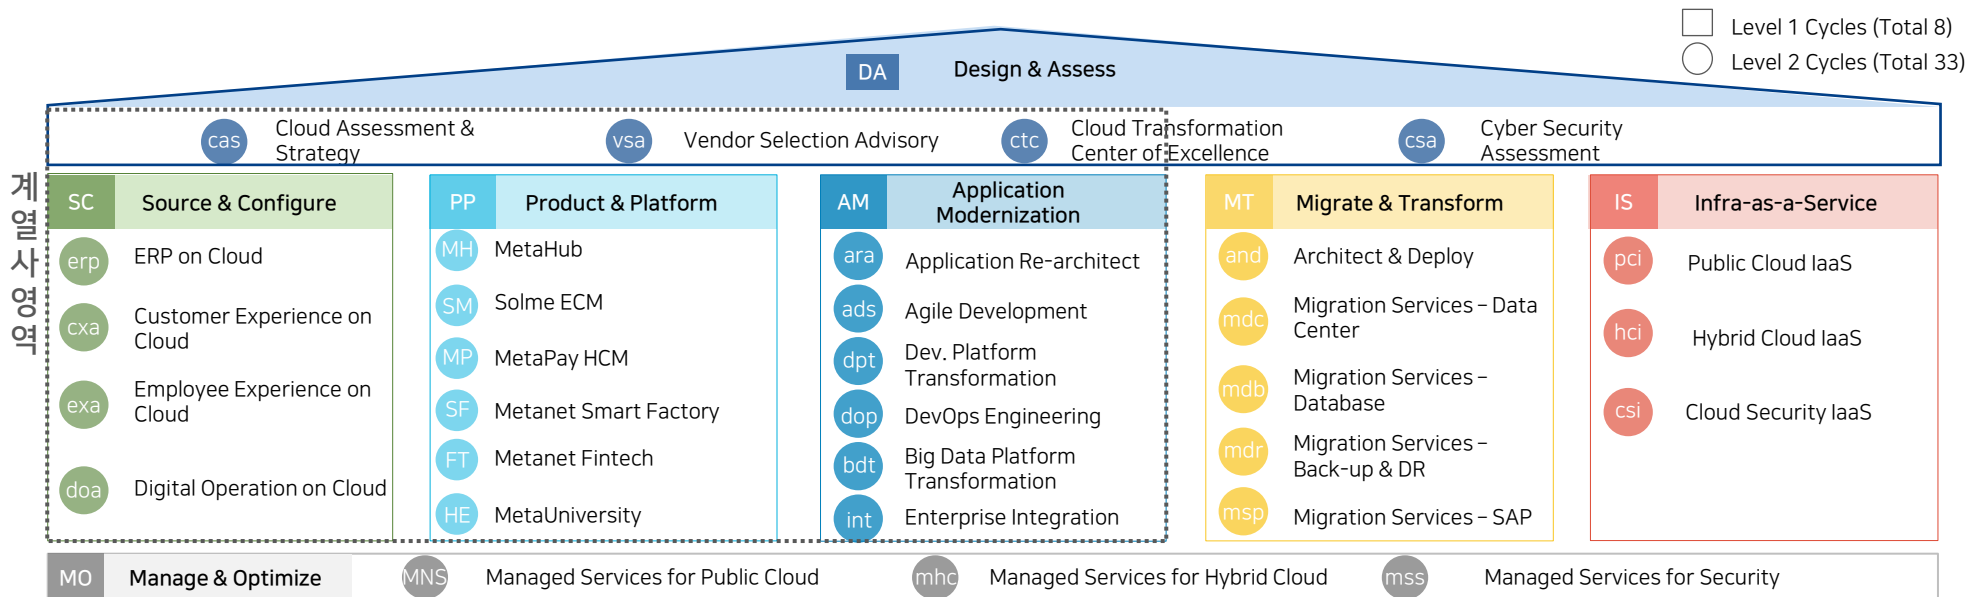 Level 1 Cycles (Total 8)
Level 2 Cycles (Total 33)
DA
Design & Assess
cas
Cloud Assessment &
Strategy
vsa
Vendor Selection Advisory
ctc
Cloud Transformation
Center of Excellence
csa
Cyber Security
Assessment
계열사 영역
SC
Source & Configure
erp
ERP on Cloud
cxa
Customer Experience on
Cloud
exa
Employee Experience on
Cloud
doa
Digital Operation on Cloud
PP
Product & Platform
MH
MetaHub
SM
Solme ECM
MP
MetaPay HCM
SF
Metanet Smart Factory
FT
Metanet Fintech
HE
MetaUniversity
AM
Application
Modernization
ara
Application Re-architect
ads
Agile Development
dpt
Dev. Platform
Transformation
dop
DevOps Engineering
bdt
Big Data Platform
Transformation
int
Enterprise Integration
MT
Migrate & Transform
and
Architect & Deploy
mdc
Migration Services – Data
Center
mdb
Migration Services –
Database
mdr
Migration Services –
Back-up & DR
msp
Migration Services – SAP
IS
Infra-as-a-Service
pci
Public Cloud IaaS
hci
Hybrid Cloud IaaS
csi
Cloud Security IaaS
MO
Manage & Optimize
MNS
Managed Services for Public Cloud
mhc
Managed Services for Hybrid Cloud
mss
Managed Services for Security